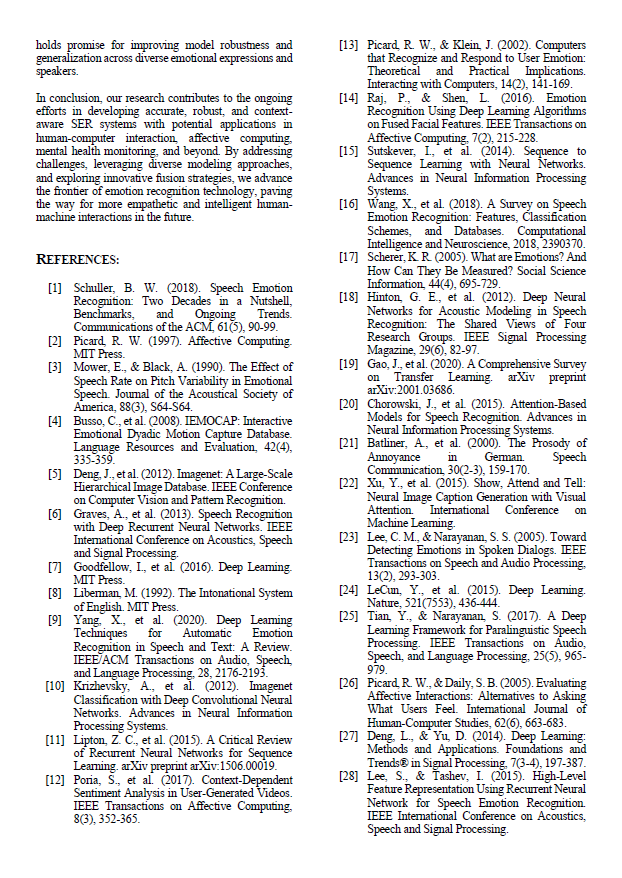 holds promise for improving model robustness and
generalization across diverse emotional expressions and
speakers.
In conclusion, our research contributes to the ongoing
efforts in developing accurate, robust, and context-
aware SER systems with potential applications in
human-computer interaction, affective computing,
mental health monitoring, and beyond. By addressing
challenges, leveraging diverse modeling approaches,
and exploring innovative fusion strategies, we advance
the frontier of emotion recognition technology, paving
the way for more empathetic and intelligent human-
machine interactions in the future.
REFERENCES:
[1] Schuller, B. W. (2018). Speech Emotion
Recognition: Two Decades in a Nutshell,
Benchmarks, and Ongoing Trends.
Communications of the ACM, 61(5), 90-99.
[2] Picard, R. W. (1997). Affective Computing.
MIT Press.
[3] Mower, E., & Black, A. (1990). The Effect of
Speech Rate on Pitch Variability in Emotional
Speech. Journal of the Acoustical Society of
America, 88(3), S64-S64.
[4] Busso, C., et al. (2008). IEMOCAP: Interactive
Emotional Dyadic Motion Capture Database.
Language Resources and Evaluation, 42(4),
335-359.
[5] Deng, J., et al. (2012). Imagenet: A Large-Scale
Hierarchical Image Database. IEEE Conference
on Computer Vision and Pattern Recognition.
[6] Graves, A., et al. (2013). Speech Recognition
with Deep Recurrent Neural Networks. IEEE
International Conference on Acoustics, Speech
and Signal Processing.
[7] Goodfellow, I., et al. (2016). Deep Learning.
MIT Press.
[8] Liberman, M. (1992). The Intonational System
of English. MIT Press.
[9] Yang, X., et al. (2020). Deep Learning
Techniques for Automatic Emotion
Recognition in Speech and Text: A Review.
IEEE/ACM Transactions on Audio, Speech,
and Language Processing, 28, 2176-2193.
[10] Krizhevsky, A., et al. (2012). Imagenet
Classification with Deep Convolutional Neural
Networks. Advances in Neural Information
Processing Systems.
[11] Lipton, Z. C., et al. (2015). A Critical Review
of Recurrent Neural Networks for Sequence
Learning. arXiv preprint arXiv:1506.00019.
[12] Poria, S., et al. (2017). Context-Dependent
Sentiment Analysis in User-Generated Videos.
IEEE Transactions on Affective Computing,
8(3), 352-365.
[13] Picard, R. W., & Klein, J. (2002). Computers
that Recognize and Respond to User Emotion:
Theoretical and Practical Implications.
Interacting with Computers, 14(2), 141-169.
[14] Raj, P., & Shen, L. (2016). Emotion
Recognition Using Deep Learning Algorithms
on Fused Facial Features. IEEE Transactions on
Affective Computing, 7(2), 215-228.
[15] Sutskever, I., et al. (2014). Sequence to
Sequence Learning with Neural Networks.
Advances in Neural Information Processing
Systems.
[16] Wang, X., et al. (2018). A Survey on Speech
Emotion Recognition: Features, Classification
Schemes, and Databases. Computational
Intelligence and Neuroscience, 2018, 2390370.
[17] Scherer, K. R. (2005). What are Emotions? And
How Can They Be Measured? Social Science
Information, 44(4), 695-729.
[18] Hinton, G. E., et al. (2012). Deep Neural
Networks for Acoustic Modeling in Speech
Recognition: The Shared Views of Four
Research Groups. IEEE Signal Processing
Magazine, 29(6), 82-97.
[19] Gao, J., et al. (2020). A Comprehensive Survey
on Transfer Learning. arXiv preprint
arXiv:2001.03686.
[20] Chorowski, J., et al. (2015). Attention-Based
Models for Speech Recognition. Advances in
Neural Information Processing Systems.
[21] Batliner, A., et al. (2000). The Prosody of
Annoyance in German. Speech
Communication, 30(2-3), 159-170.
[22] Xu, Y., et al. (2015). Show, Attend and Tell:
Neural Image Caption Generation with Visual
Attention. International Conference on
Machine Learning.
[23] Lee, C. M., & Narayanan, S. S. (2005). Toward
Detecting Emotions in Spoken Dialogs. IEEE
Transactions on Speech and Audio Processing,
13(2), 293-303.
[24] LeCun, Y., et al. (2015). Deep Learning.
Nature, 521(7553), 436-444.
[25] Tian, Y., & Narayanan, S. (2017). A Deep
Learning Framework for Paralinguistic Speech
Processing. IEEE Transactions on Audio,
Speech, and Language Processing, 25(5), 965-
979.
[26] Picard, R. W., & Daily, S. B. (2005). Evaluating
Affective Interactions: Alternatives to Asking
What Users Feel. International Journal of
Human-Computer Studies, 62(6), 663-683.
[27] Deng, L., & Yu, D. (2014). Deep Learning:
Methods and Applications. Foundations and
Trends® in Signal Processing, 7(3-4), 197-387.
[28] Lee, S., & Tashev, I. (2015). High-Level
Feature Representation Using Recurrent Neural
Network for Speech Emotion Recognition.
IEEE International Conference on Acoustics,
Speech and Signal Processing.